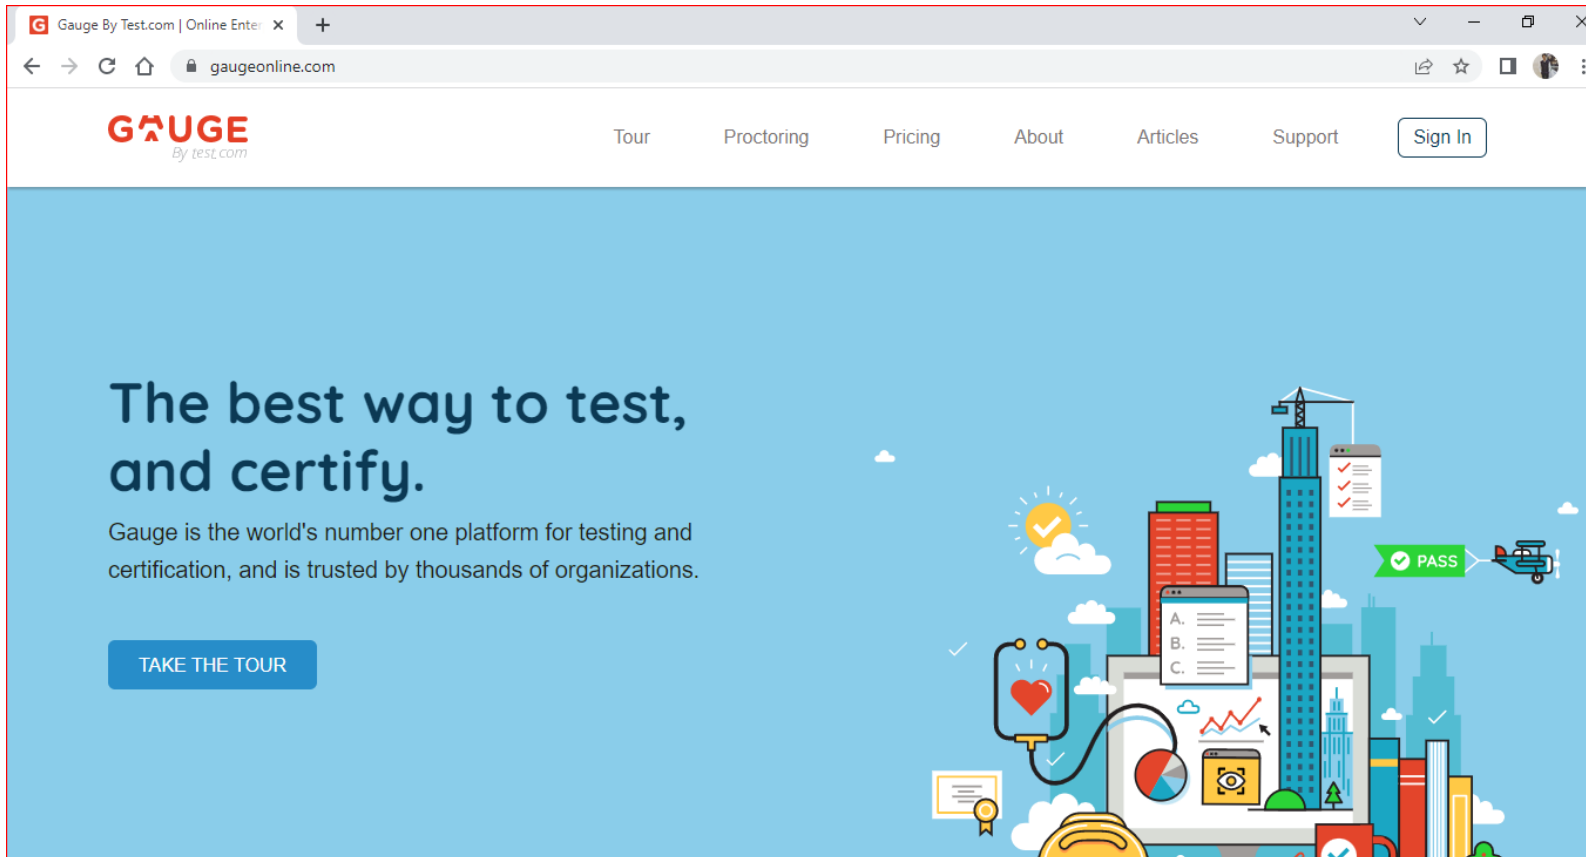 G Gauge By Test.com | Online Enter
gaugeonline.com
GAUGE
By test.com
Tour Proctoring Pricing About Articles Support Sign In
The best way to test,
and certify.
Gauge is the world's number one platform for testing and
certification, and is trusted by thousands of organizations.
TAKE THE TOUR
PASS
A.
B.
C.